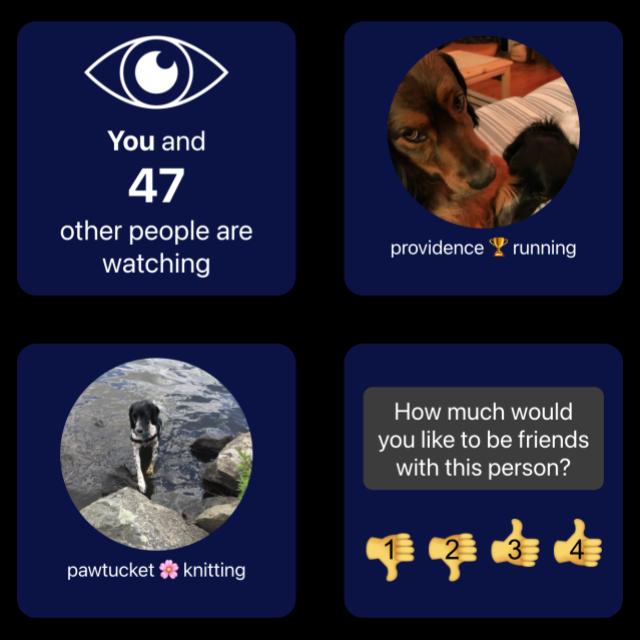 You and
47
other people are
watching
providence 🏆 running
pawtucket 🌸 knitting
How much would
you like to be friends
with this person?
1 2 3 4